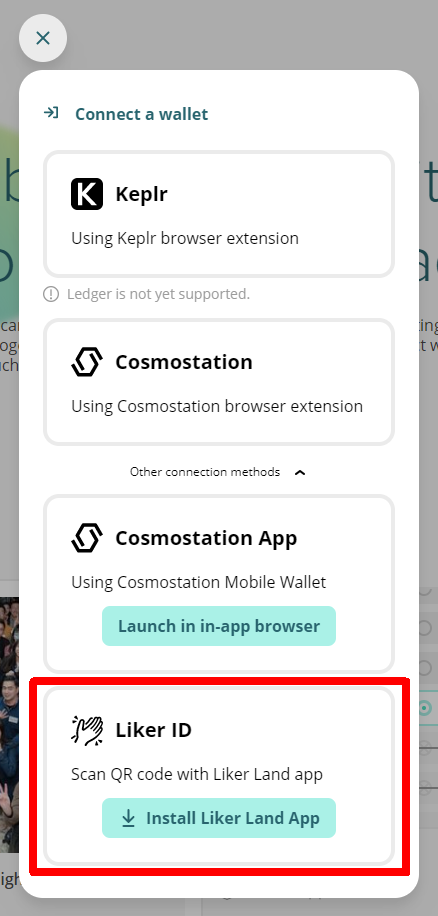 Connect a wallet
Keplr
Using Keplr browser extension
Ledger is not yet supported.
Cosmostation
Using Cosmostation browser extension
Other connection methods
Cosmostation App
Using Cosmostation Mobile Wallet
Launch in in-app browser
Liker ID
Scan QR code with Liker Land app
Install Liker Land App